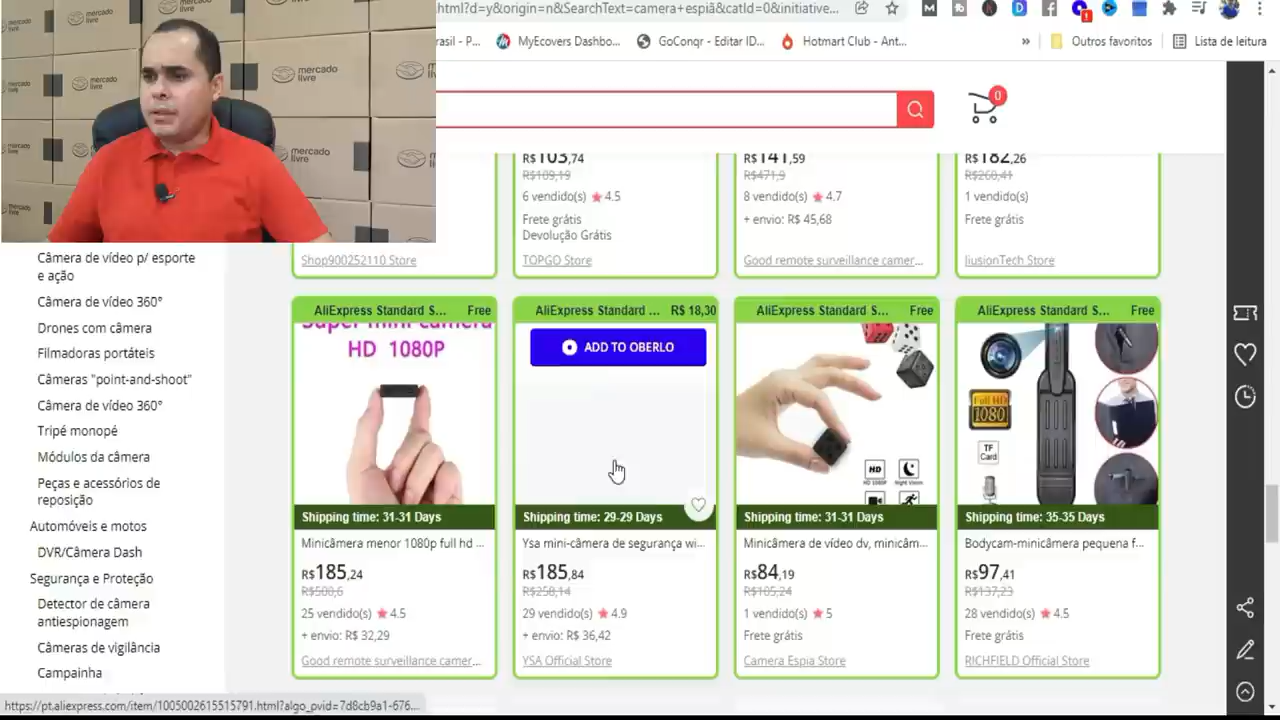 mercado
livre
mercado
livre
mercado
livre
html?d=y&origin=n&SearchText=camera+espiã&catId=0&initiative...
rasil - P...
MyEcovers Dashbo...
GoConqr - Editar ID...
Hotmart Club - Ant...
»
Outros favoritos
Lista de leitura
0
R$103,74
R$109,19
6 vendido(s) ★ 4.5
Frete grátis
Devolução Grátis
TOPGO Store
R$141,59
R$471,9
8 vendido(s) ★ 4.7
+ envio: R$ 45,68
Good remote surveillance camer...
R$182,26
R$260,41
1 vendido(s)
Frete grátis
liusionTech Store
Shop900252110 Store
Câmera de vídeo p/ esporte
e ação
Câmera de vídeo 360°
Drones com câmera
Filmadoras portáteis
Câmeras "point-and-shoot"
Câmera de vídeo 360°
Tripé monopé
Módulos da câmera
Peças e acessórios de
reposição
Automóveis e motos
DVR/Câmera Dash
Segurança e Proteção
Detector de câmera
antiespionagem
Câmeras de vigilância
Campainha
AliExpress Standard S... Free
Super mini camera
HD 1080P
Shipping time: 31-31 Days
Minicâmera menor 1080p full hd ...
R$185,24
R$500,6
25 vendido(s) ★ 4.5
+ envio: R$ 32,29
Good remote surveillance camer...
AliExpress Standard ... R$ 18,30
ADD TO OBERLO
Shipping time: 29-29 Days
Ysa mini-câmera de segurança wi...
R$185,84
R$258,14
29 vendido(s) ★ 4.9
+ envio: R$ 36,42
YSA Official Store
AliExpress Standard S... Free
HD
Shipping time: 31-31 Days
Minicâmera de vídeo dv, minicâm...
R$84,19
R$105,24
1 vendido(s) ★ 5
Frete grátis
Camera Espia Store
AliExpress Standard S... Free
Full HD
1080
TF
Card
Shipping time: 35-35 Days
Bodycam-minicâmera pequena f...
R$97,41
R$137,23
28 vendido(s) ★ 4.5
Frete grátis
RICHFIELD Official Store
https://pt.aliexpress.com/item/1005002615515791.html?algo_pvid=7d8cb9a1-676...